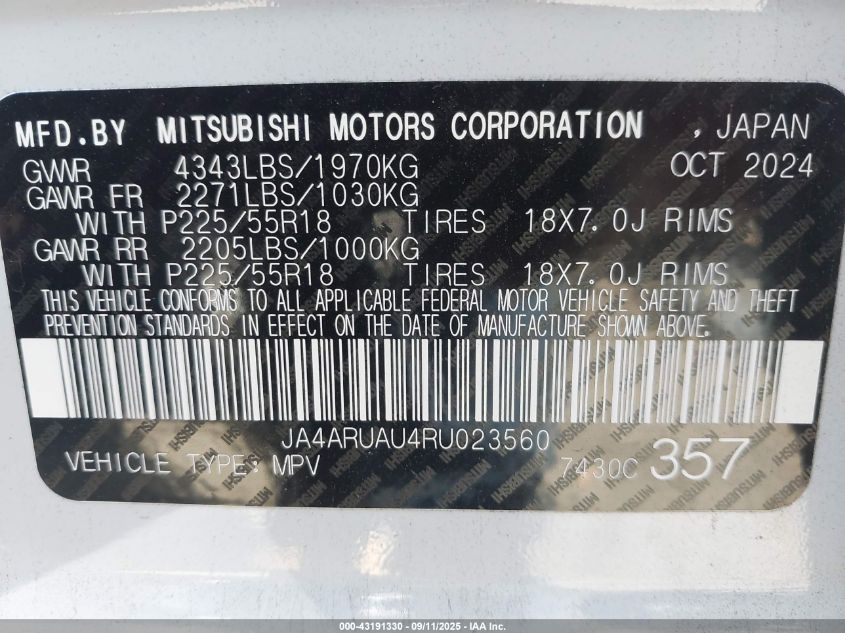 MFD.BY MITSUBISHI MOTORS CORPORATION , JAPAN
GVWR 4343LBS/1970KG OCT 2024
GAWR FR 2271LBS/1030KG
WITH P225/55R18 TIRES 18X7.0J RIMS
GAWR RR 2205LBS/1000KG
WITH P225/55R18 TIRES 18X7.0J RIMS
THIS VEHICLE CONFORMS TO ALL APPLICABLE FEDERAL MOTOR VEHICLE SAFETY AND THEFT
PREVENTION STANDARDS IN EFFECT ON THE DATE OF MANUFACTURE SHOWN ABOVE.
JA4ARUAU4RU023560
VEHICLE TYPE: MPV 7430C 357
000-43191330 - 09/11/2025 - IAA Inc.